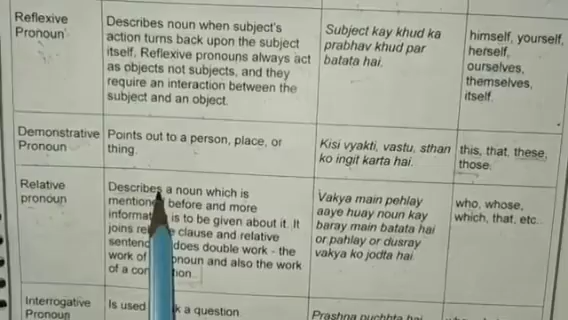 Reflexive
Pronoun
Describes noun when subject's
action turns back upon the subject
itself. Reflexive pronouns always act
as objects not subjects, and they
require an interaction between the
subject and an object.
Subject kay khud ka
prabhav khud par
batata hai.
himself, yourself,
herself,
ourselves,
themselves,
itself.
Demonstrative
Pronoun
Points out to a person, place, or
thing.
Kisi vyakti, vastu, sthan
ko ingit karta hai.
this, that, these,
those.
Relative
pronoun
Describes a noun which is
mentione before and more
informat is to be given about it. It
joins re e clause and relative
senten does double work - the
work of noun and also the work
of a con ion.
Vakya main pehlay
aaye huay noun kay
baray main batata hai
or pahlay or dusray
vakya ko jodta hai.
who, whose,
which, that, etc..
Interrogative
Pronoun
Is used k a question.
Prashna puchhta hai